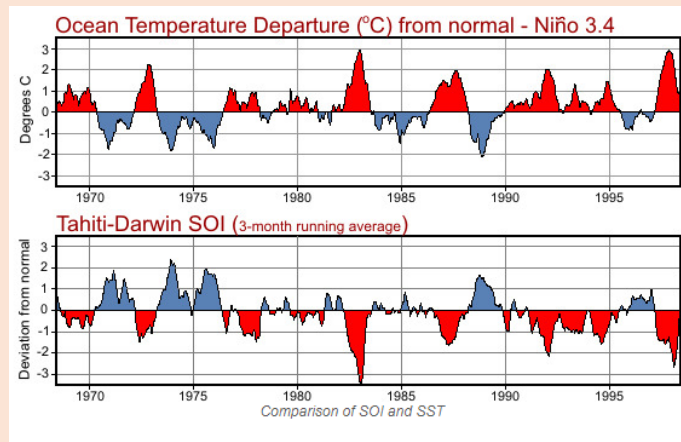 Ocean Temperature Departure (°C) from normal - Niño 3.4
Degrees C
3
2
1
0
-1
-2
-3
1970 1975 1980 1985 1990 1995
Tahiti-Darwin SOI (3-month running average)
Deviation from normal
3
2
1
0
-1
-2
-3
1970 1975 1980 1985 1990 1995
Comparison of SOI and SST